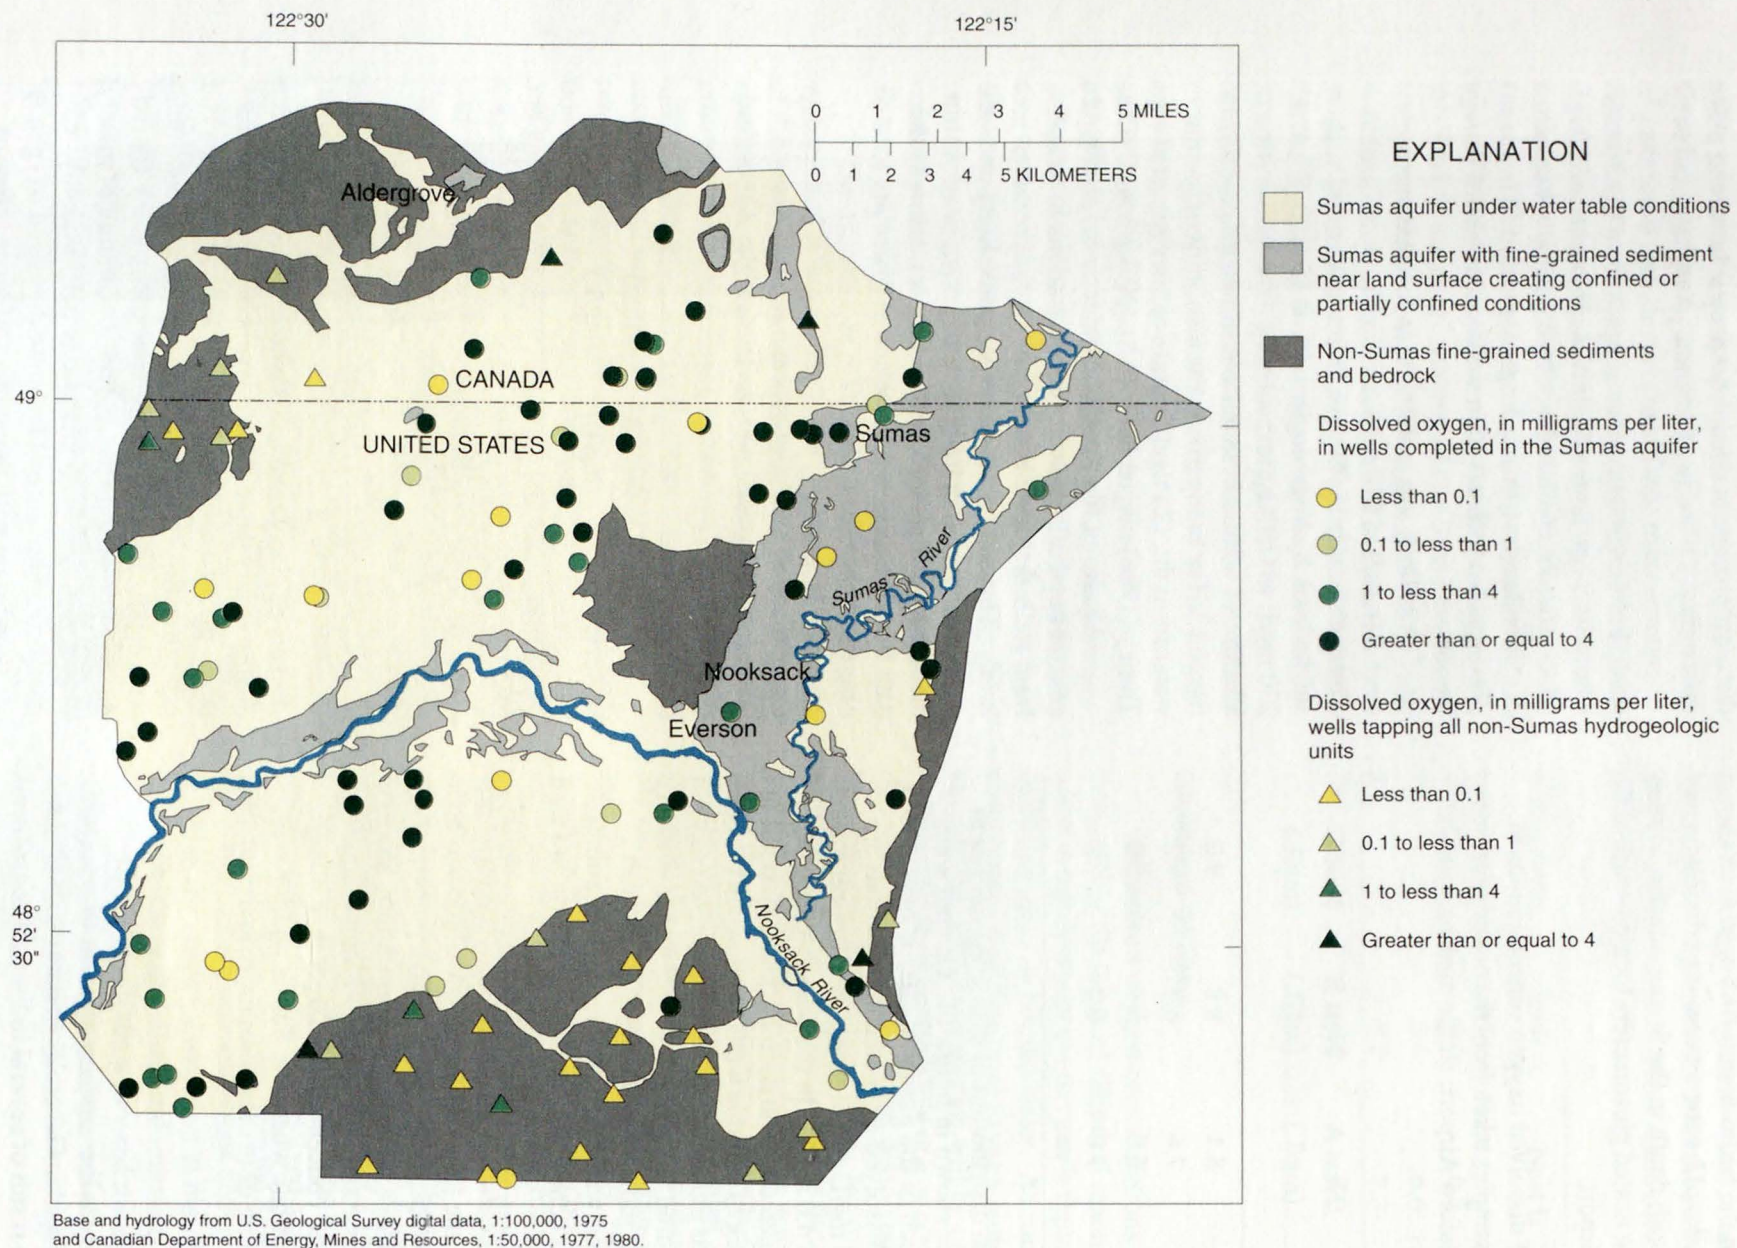 122°30'
122°15'
0 1 2 3 4 5 MILES
0 1 2 3 4 5 KILOMETERS
Aldergrove
CANADA
49°
UNITED STATES
Sumas
Sumas River
Nooksack
Everson
Nooksack River
48°
52'
30"
EXPLANATION
Sumas aquifer under water table conditions
Sumas aquifer with fine-grained sediment
near land surface creating confined or
partially confined conditions
Non-Sumas fine-grained sediments
and bedrock
Dissolved oxygen, in milligrams per liter,
in wells completed in the Sumas aquifer
Less than 0.1
0.1 to less than 1
1 to less than 4
Greater than or equal to 4
Dissolved oxygen, in milligrams per liter,
wells tapping all non-Sumas hydrogeologic
units
Less than 0.1
0.1 to less than 1
1 to less than 4
Greater than or equal to 4
Base and hydrology from U.S. Geological Survey digital data, 1:100,000, 1975
and Canadian Department of Energy, Mines and Resources, 1:50,000, 1977, 1980.